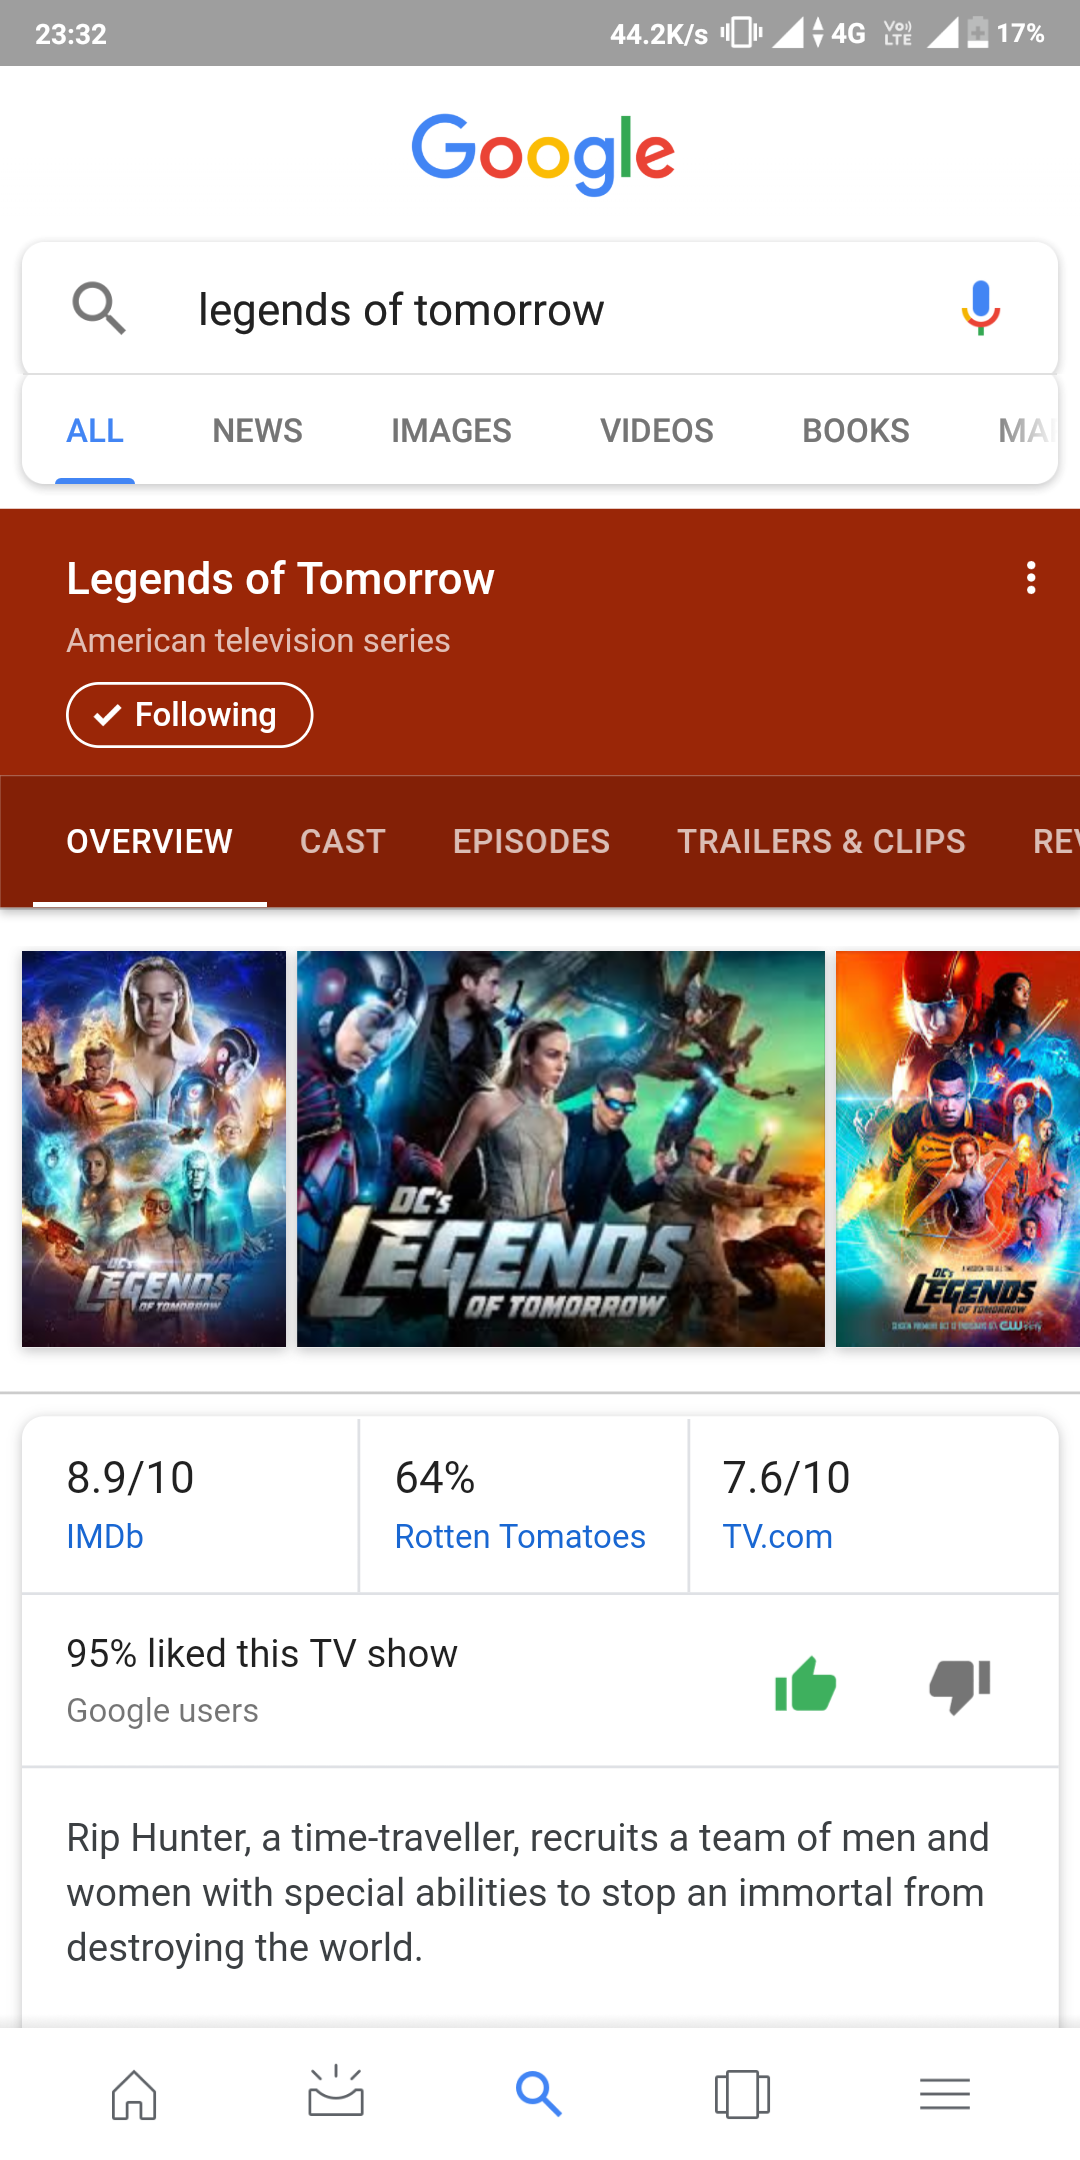 23:32 44.2K/s 4G VoLTE 17%
Google
legends of tomorrow
ALL NEWS IMAGES VIDEOS BOOKS MA
Legends of Tomorrow
American television series
Following
OVERVIEW CAST EPISODES TRAILERS & CLIPS REV
DC's
LEGENDS
OF TOMORROW
DC's
LEGENDS
OF TOMORROW
DC's
LEGENDS
OF TOMORROW
8.9/10 64% 7.6/10
IMDb Rotten Tomatoes TV.com
95% liked this TV show
Google users
Rip Hunter, a time-traveller, recruits a team of men and
women with special abilities to stop an immortal from
destroying the world.